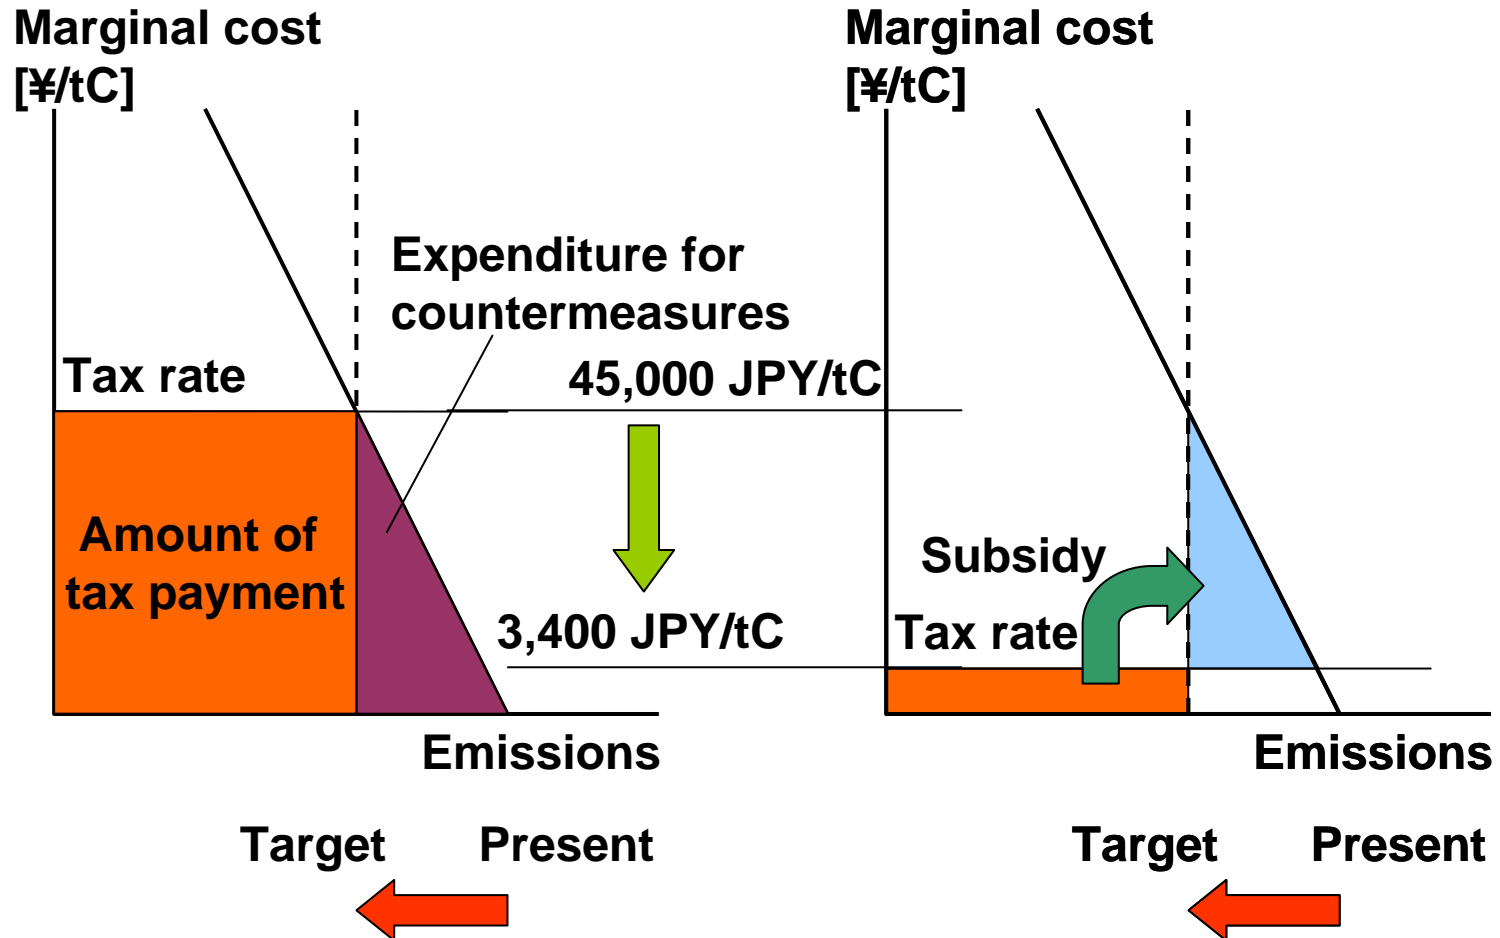 Marginal cost
[¥/tC]
Expenditure for
countermeasures
Tax rate
45,000 JPY/tC
Amount of
tax payment
3,400 JPY/tC
Emissions
Target Present
Marginal cost
[¥/tC]
Subsidy
Tax rate
Emissions
Target Present